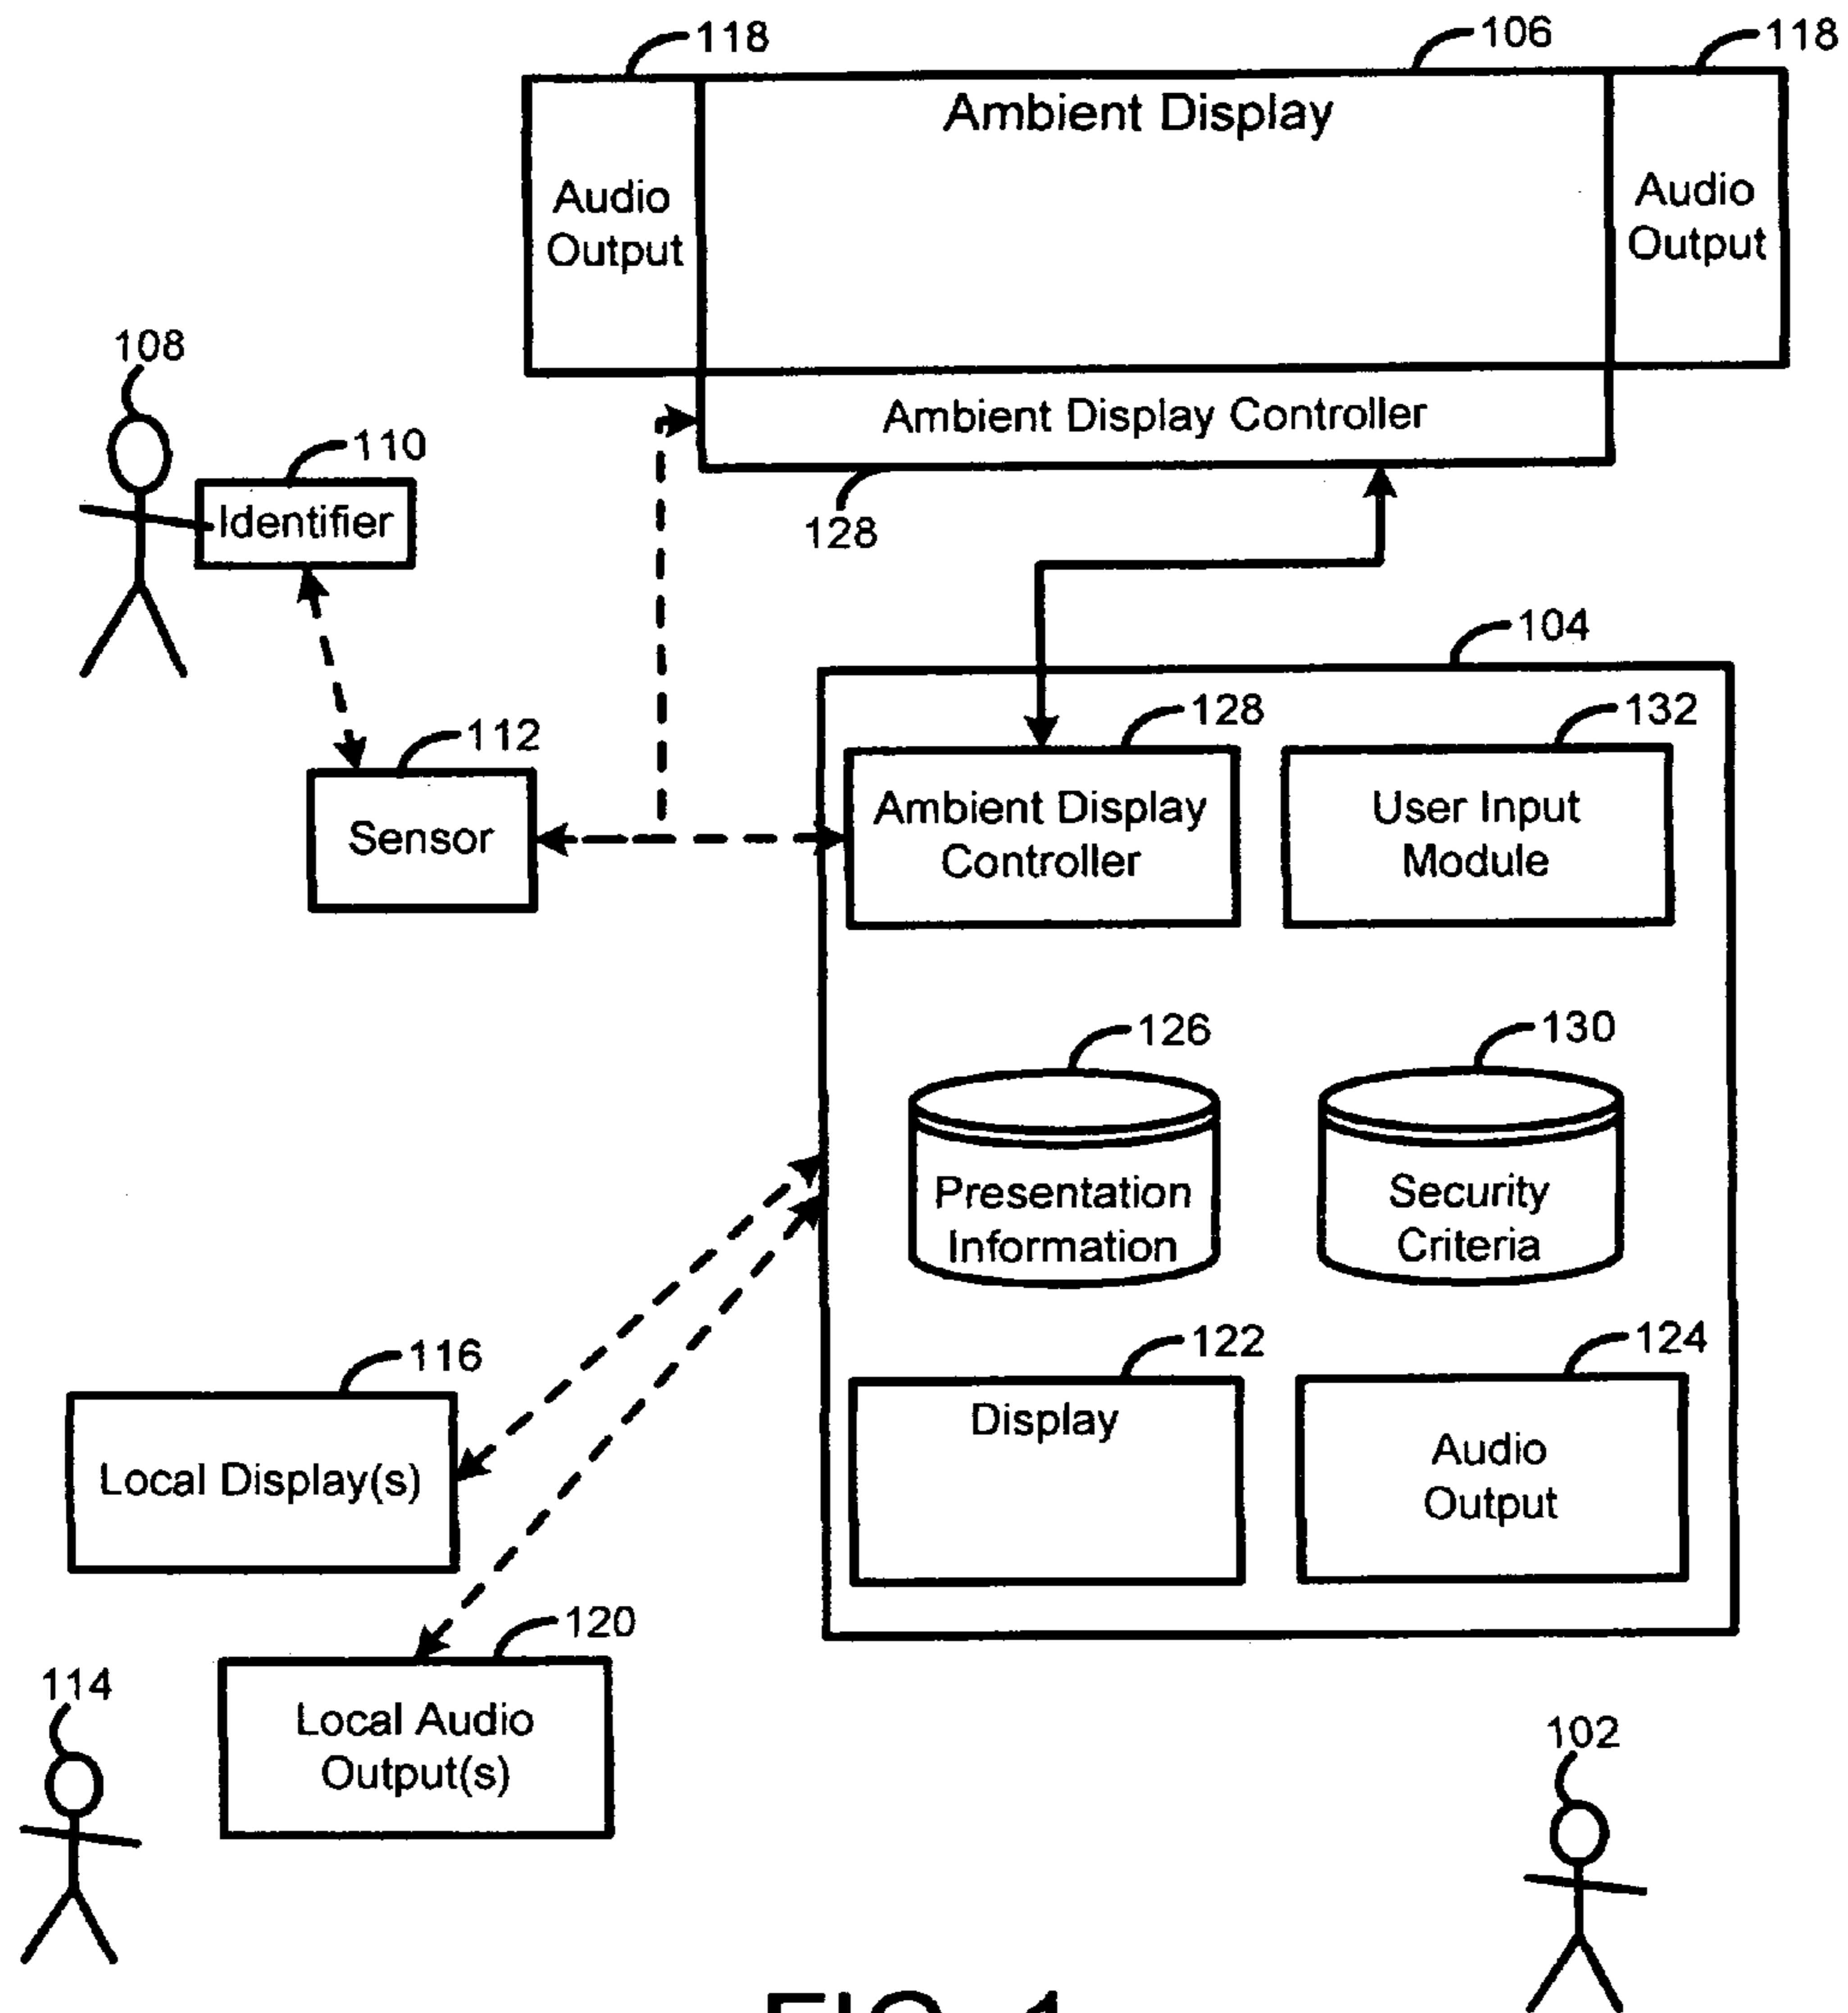 118
106
118
Ambient Display
Audio
Output
Audio
Output
108
Ambient Display Controller
110
Identifier
128
104
112
128
132
Sensor
Ambient Display
Controller
User Input
Module
126
130
Presentation
Information
Security
Criteria
116
122
124
Local Display(s)
Display
Audio
Output
120
114
Local Audio
Output(s)
102
FIG. 1